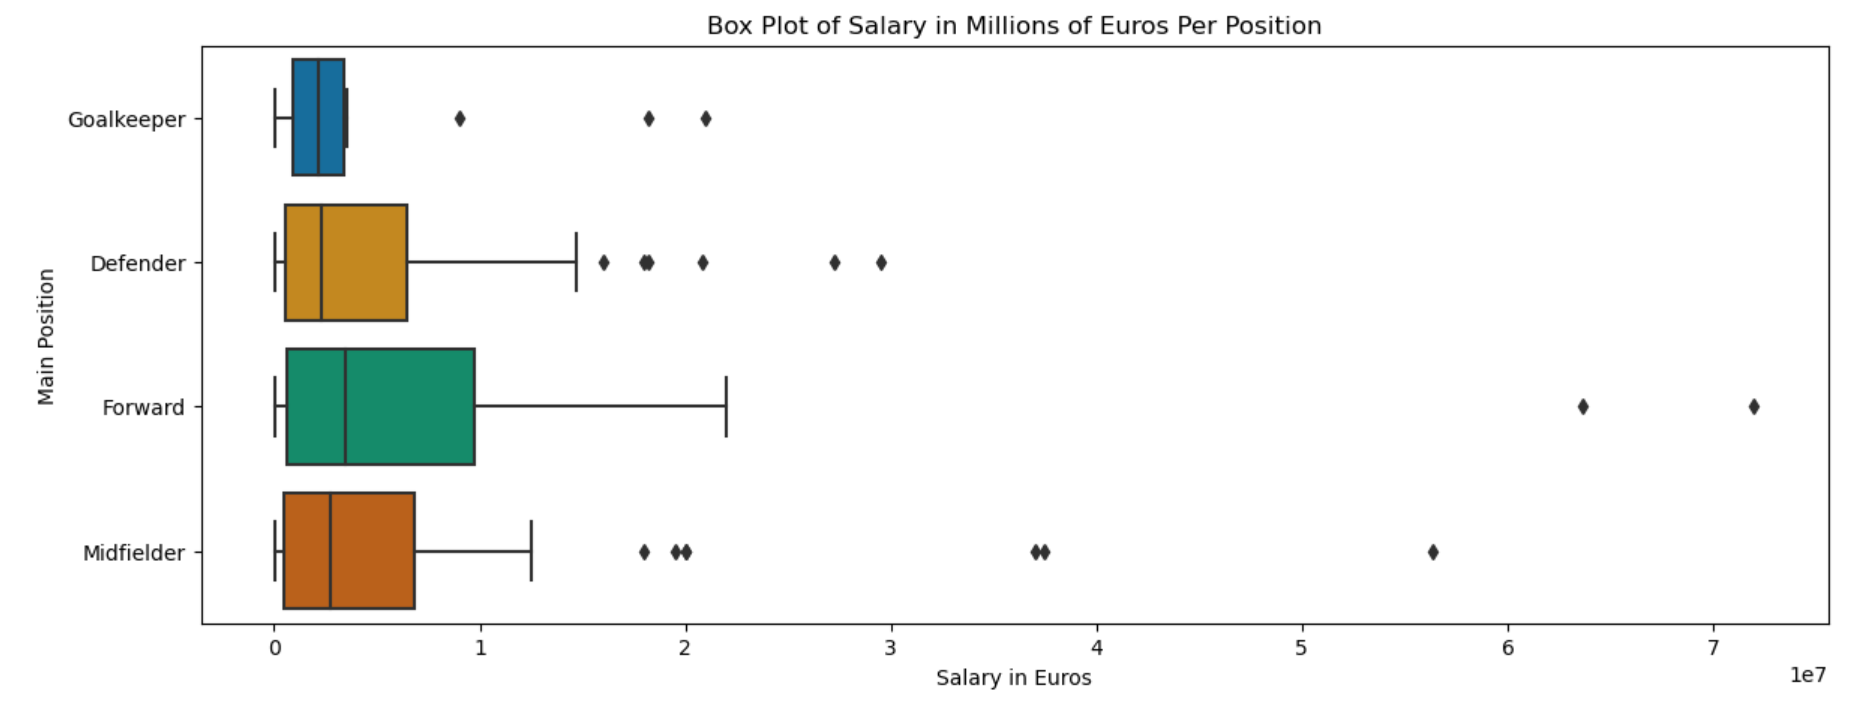 Box Plot of Salary in Millions of Euros Per Position
Main Position
Goalkeeper
Defender
Forward
Midfielder
0 1 2 3 4 5 6 7
1e7
Salary in Euros